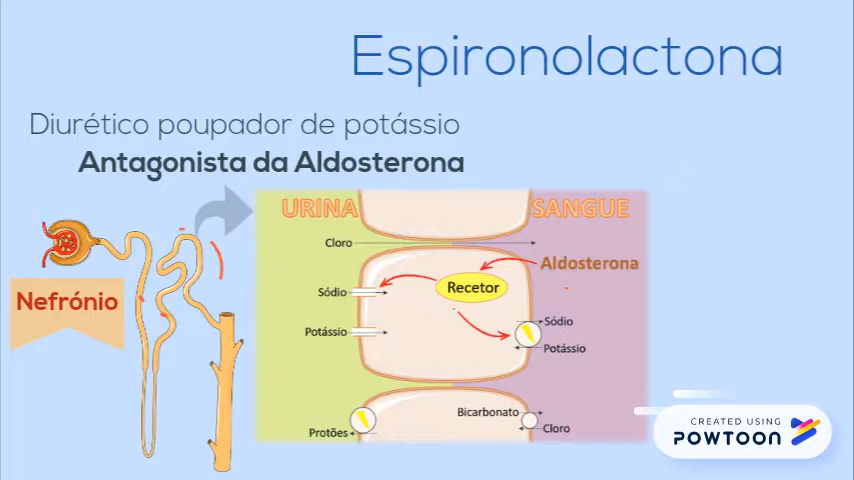 Espironolactona
Diurético poupador de potássio
Antagonista da Aldosterona
URINA
SANGUE
Cloro
Aldosterona
Recetor
Sódio
Nefrónio
Sódio
Potássio
Potássio
Bicarbonato
Cloro
Protões
CREATED USING
POWTOON